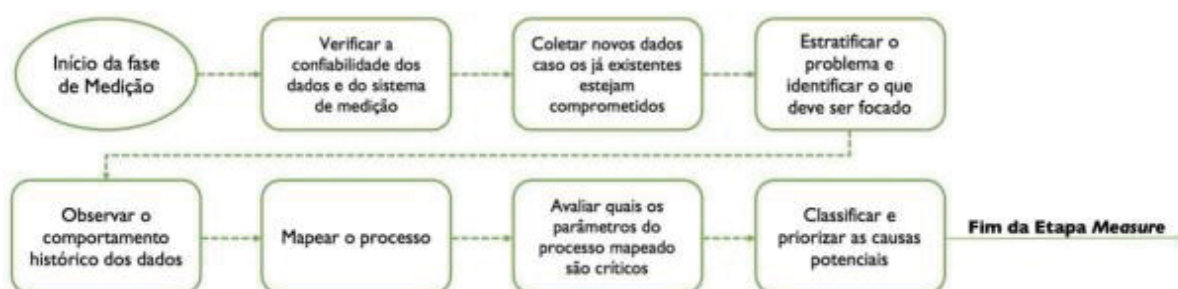 Início da fase
de Medição
Verificar a
confiabilidade dos
dados e do sistema
de medição
Coletar novos dados
caso os já existentes
estejam
comprometidos
Estratificar o
problema e
identificar o que
deve ser focado
Observar o
comportamento
histórico dos dados
Mapear o processo
Avaliar quais os
parâmetros do
processo mapeado
são críticos
Classificar e
priorizar as causas
potenciais
Fim da Etapa Measure